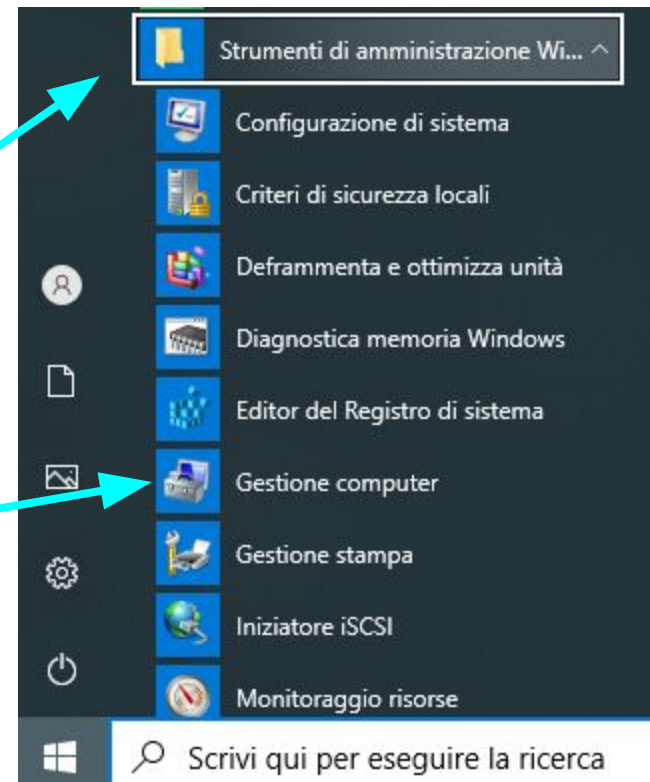 Strumenti di amministrazione Wi...
Configurazione di sistema
Criteri di sicurezza locali
Deframmenta e ottimizza unità
Diagnostica memoria Windows
Editor del Registro di sistema
Gestione computer
Gestione stampa
Iniziatore iSCSI
Monitoraggio risorse
Scrivi qui per eseguire la ricerca